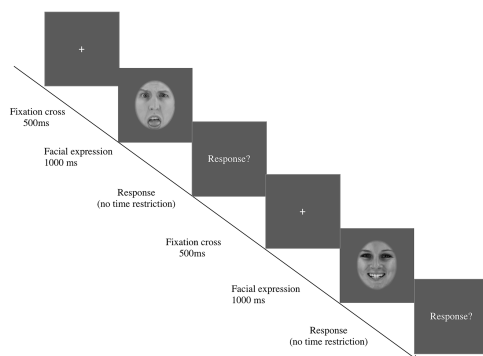 +
Fixation cross
500ms
Facial expression
1000 ms
Response?
Response
(no time restriction)
+
Fixation cross
500ms
Facial expression
1000 ms
Response?
Response
(no time restriction)